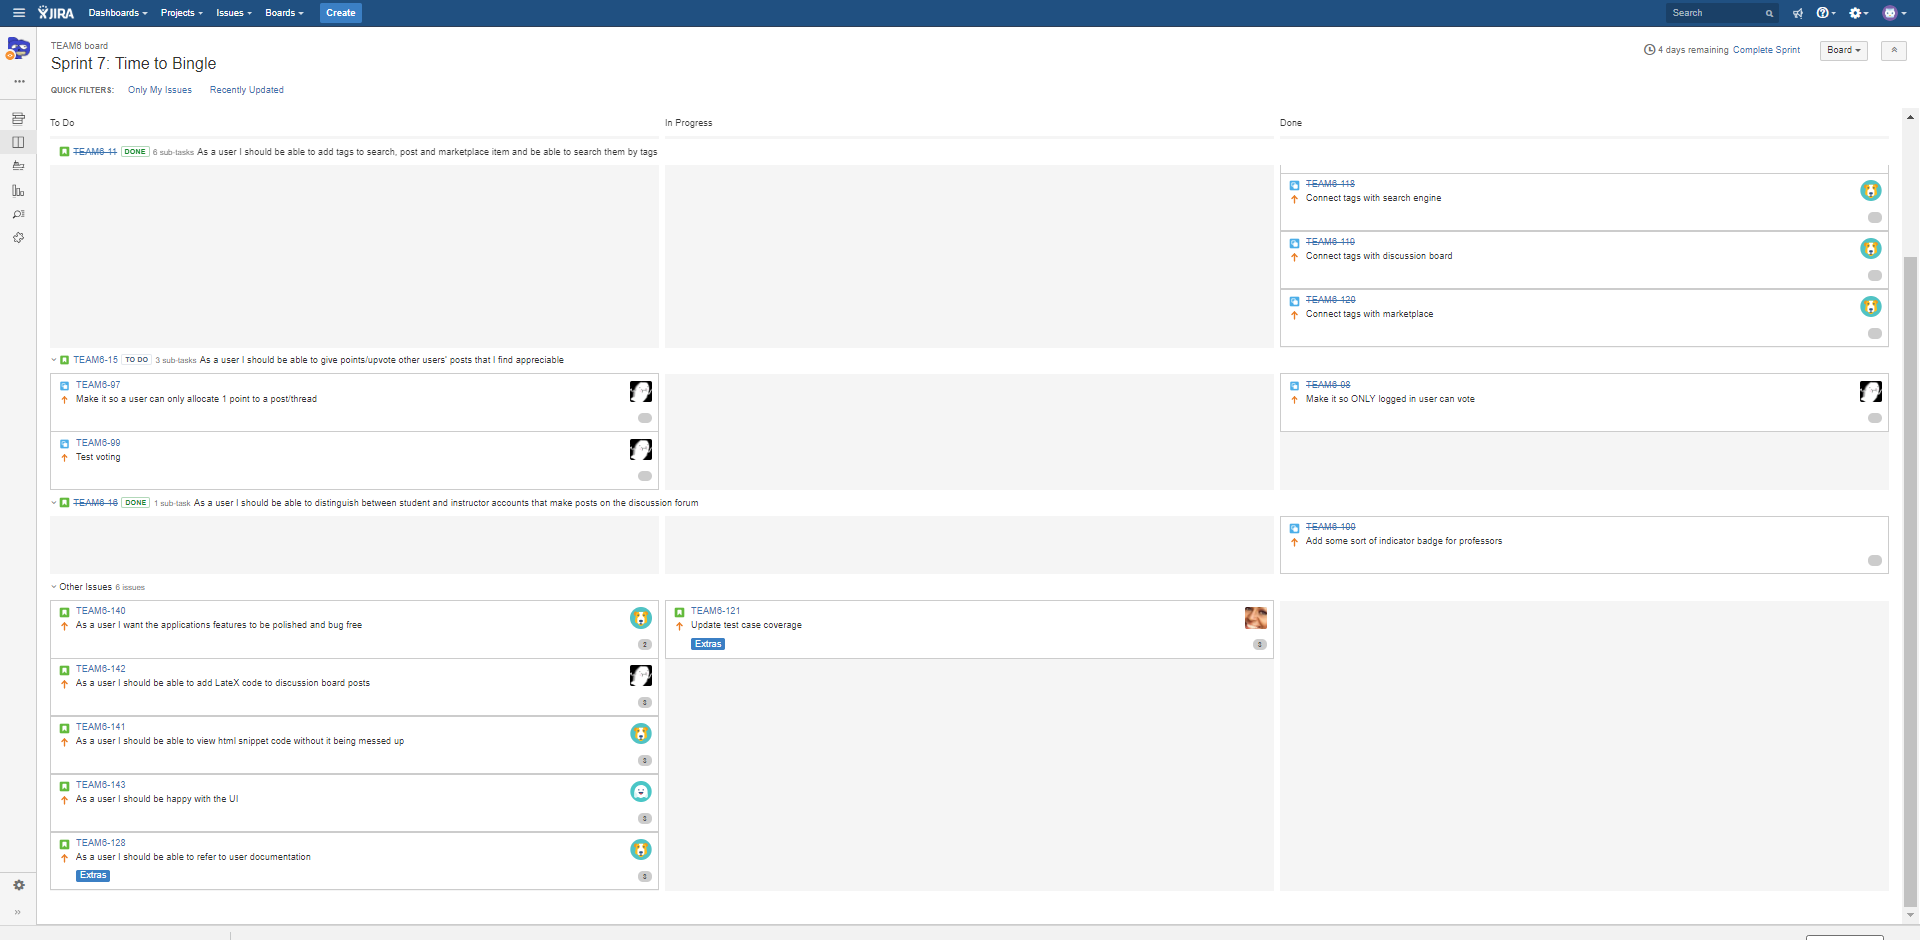 JIRA Dashboards Projects Issues Boards Create Search
TEAM6 board
Sprint 7: Time to Bingle
4 days remaining Complete Sprint Board
QUICK FILTERS: Only My Issues Recently Updated
To Do In Progress Done
TEAM6-11 DONE 6 sub-tasks As a user I should be able to add tags to search, post and marketplace item and be able to search them by tags
TEAM6-118
Connect tags with search engine
TEAM6-119
Connect tags with discussion board
TEAM6-120
Connect tags with marketplace
TEAM6-15 TO DO 3 sub-tasks As a user I should be able to give points/upvote other users' posts that I find appreciable
TEAM6-97
Make it so a user can only allocate 1 point to a post/thread
TEAM6-99
Test voting
TEAM6-98
Make it so ONLY logged in user can vote
TEAM6-16 DONE 1 sub-task As a user I should be able to distinguish between student and instructor accounts that make posts on the discussion forum
TEAM6-100
Add some sort of indicator badge for professors
Other Issues 6 issues
TEAM6-140
As a user I want the applications features to be polished and bug free
2
TEAM6-142
As a user I should be able to add LateX code to discussion board posts
3
TEAM6-141
As a user I should be able to view html snippet code without it being messed up
3
TEAM6-143
As a user I should be happy with the UI
3
TEAM6-128
As a user I should be able to refer to user documentation
Extras
3
TEAM6-121
Update test case coverage
Extras
3